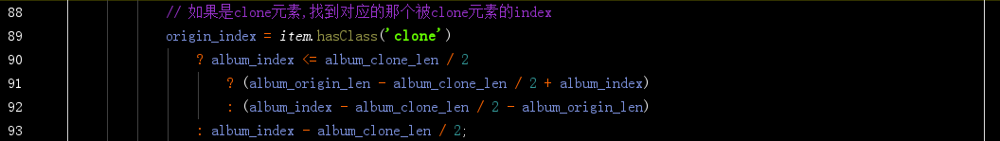 88 // 如果是clone元素,找到对应的那个被clone元素的index
89 origin_index = item.hasClass('clone')
90 ? album_index <= album_clone_len / 2
91 ? (album_origin_len - album_clone_len / 2 + album_index)
92 : (album_index - album_clone_len / 2 - album_origin_len)
93 : album_index - album_clone_len / 2;